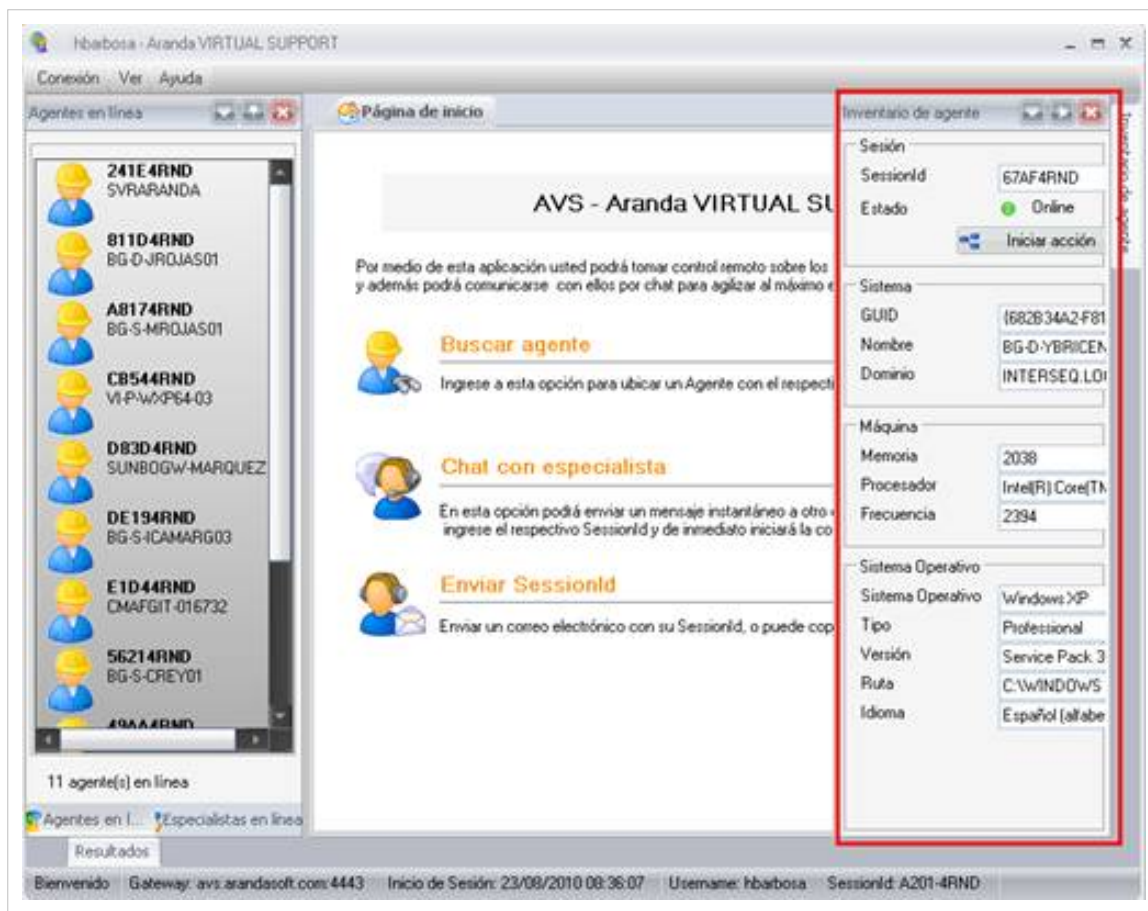 hbarbosa - Aranda VIRTUAL SUPPORT
Conexión Ver Ayuda
Agentes en línea
241E4RND
SVRARANDA
811D4RND
BG-D-JROJAS01
A8174RND
BG-S-MROJAS01
CB544RND
VI-P-WXP64-03
D83D4RND
SUNBOGW-MARQUEZ
DE194RND
BG-S-ICAMARG03
E1D44RND
CMAFGIT-016732
56214RND
BG-S-CREY01
49AA4RND
11 agente(s) en línea
Agentes en l... Especialistas en línea
Página de inicio
AVS - Aranda VIRTUAL SU
Por medio de esta aplicación usted podrá tomar control remoto sobre los
y además podrá comunicarse con ellos por chat para agilizar al máximo e
Buscar agente
Ingrese a esta opción para ubicar un Agente con el respecti
Chat con especialista
En esta opción podrá enviar un mensaje instantáneo a otro
ingrese el respectivo SessionId y de inmediato iniciará la co
Enviar SessionId
Enviar un correo electrónico con su SessionId, o puede cop
Inventario de agente
Sesión
SessionId 67AF4RND
Estado Online
Iniciar acción
Sistema
GUID {682B34A2-F81
Nombre BG-D-YBRICEN
Dominio INTERSEQ.LO
Máquina
Memoria 2038
Procesador Intel(R) Core(TM
Frecuencia 2394
Sistema Operativo
Sistema Operativo Windows XP
Tipo Professional
Versión Service Pack 3
Ruta C:\WINDOWS
Idioma Español (alfabe
Inventario de agente
Resultados
Bienvenido Gateway: avs.arandasoft.com:4443 Inicio de Sesión: 23/08/2010 08:36:07 Username: hbarbosa SessionId: A201-4RND